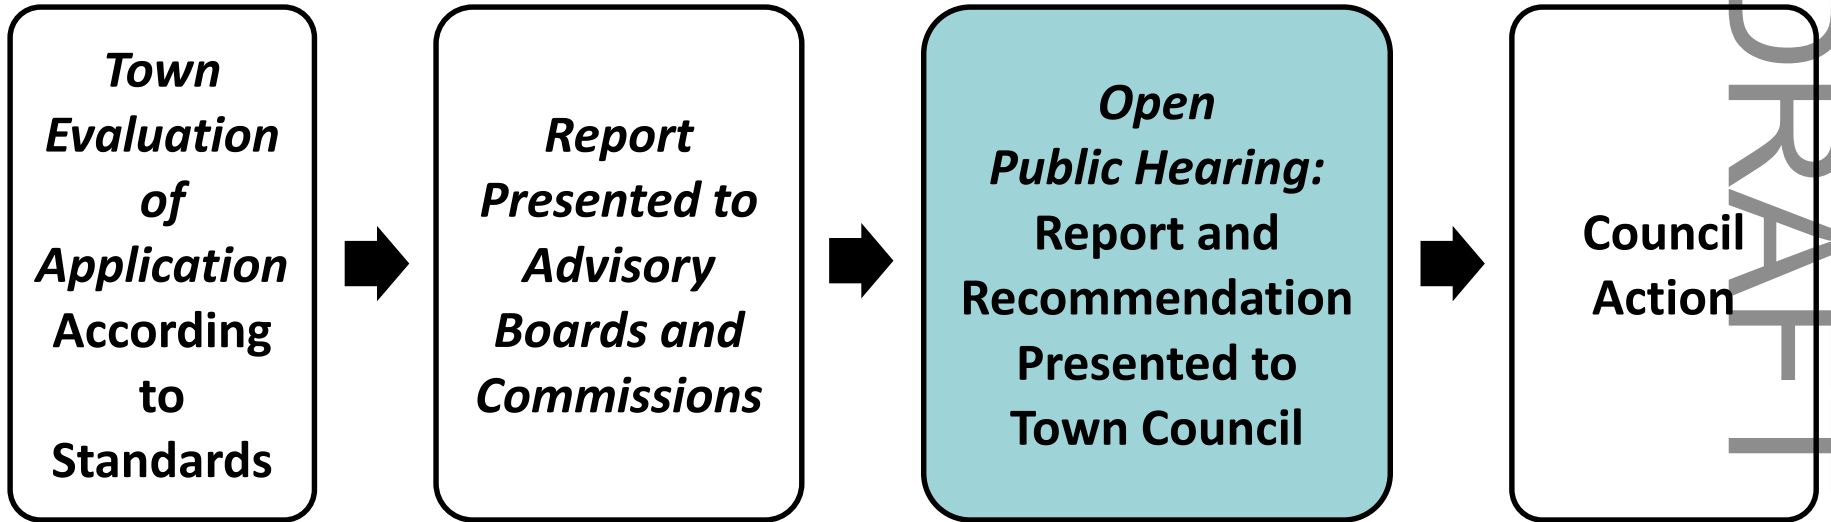 Town
Evaluation
of
Application
According
to
Standards
Report
Presented to
Advisory
Boards and
Commissions
Open
Public Hearing:
Report and
Recommendation
Presented to
Town Council
Council
Action
DRAFT